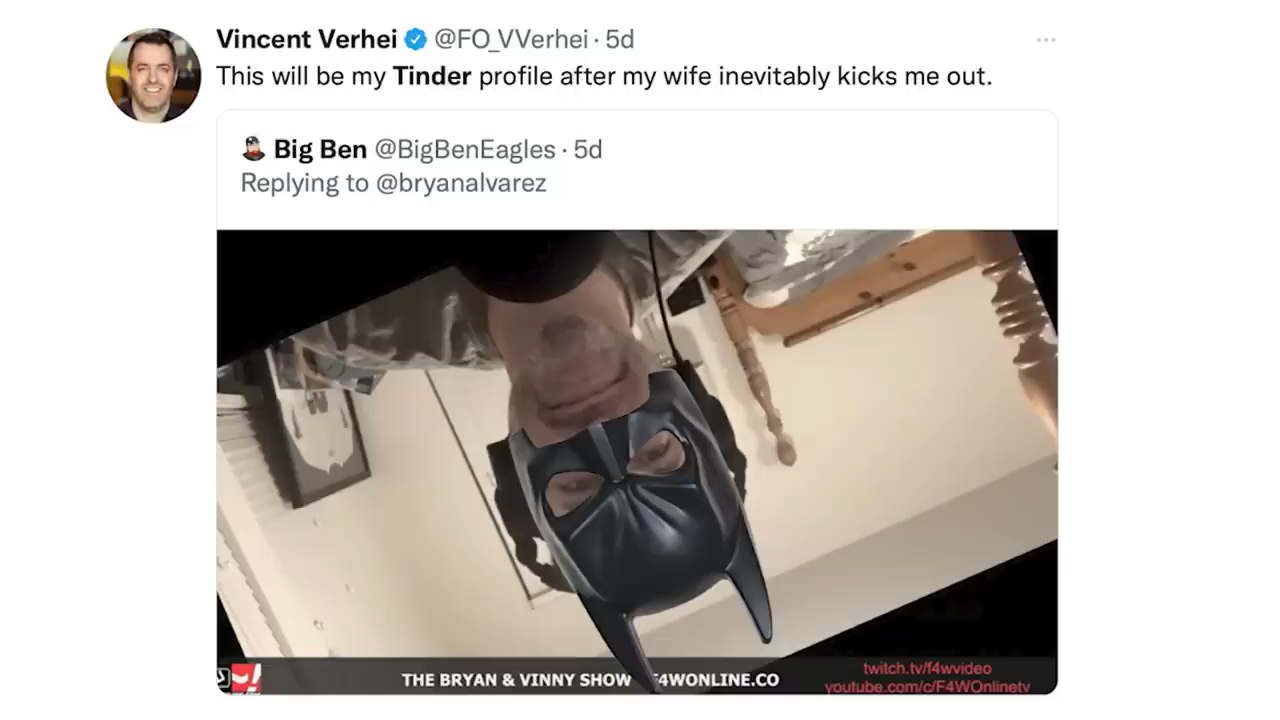 Vincent Verhei @FO_VVerhei · 5d
This will be my Tinder profile after my wife inevitably kicks me out.
Big Ben @BigBenEagles · 5d
Replying to @bryanalvarez
THE BRYAN & VINNY SHOW
F4WONLINE.CO
twitch.tv/f4wvideo
youtube.com/c/F4WOnlinetv